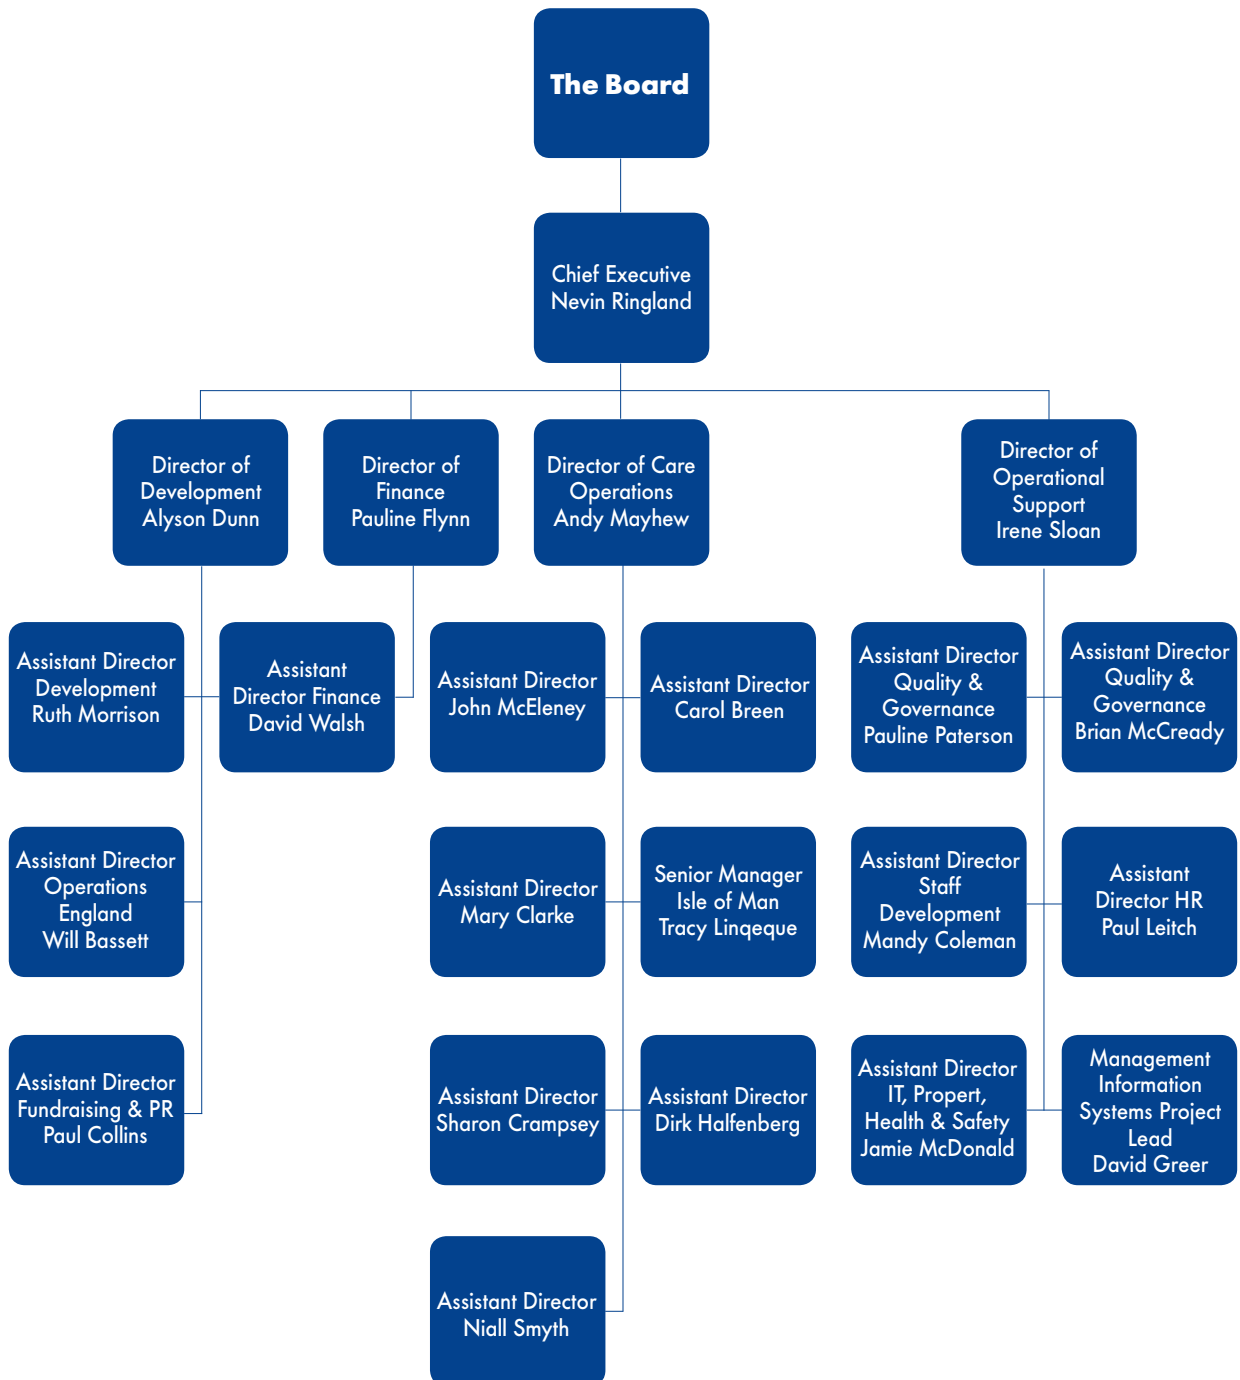 The Board
Chief Executive
Nevin Ringland
Director of
Development
Alyson Dunn
Director of
Finance
Pauline Flynn
Director of Care
Operations
Andy Mayhew
Director of
Operational
Support
Irene Sloan
Assistant Director
Development
Ruth Morrison
Assistant
Director Finance
David Walsh
Assistant Director
John McEleney
Assistant Director
Carol Breen
Assistant Director
Quality &
Governance
Pauline Paterson
Assistant Director
Quality &
Governance
Brian McCready
Assistant Director
Operations
England
Will Bassett
Assistant Director
Mary Clarke
Senior Manager
Isle of Man
Tracy Linqeque
Assistant Director
Staff
Development
Mandy Coleman
Assistant
Director HR
Paul Leitch
Assistant Director
Fundraising & PR
Paul Collins
Assistant Director
Sharon Crampsey
Assistant Director
Dirk Halfenberg
Assistant Director
IT, Propert,
Health & Safety
Jamie McDonald
Management
Information
Systems Project
Lead
David Greer
Assistant Director
Niall Smyth